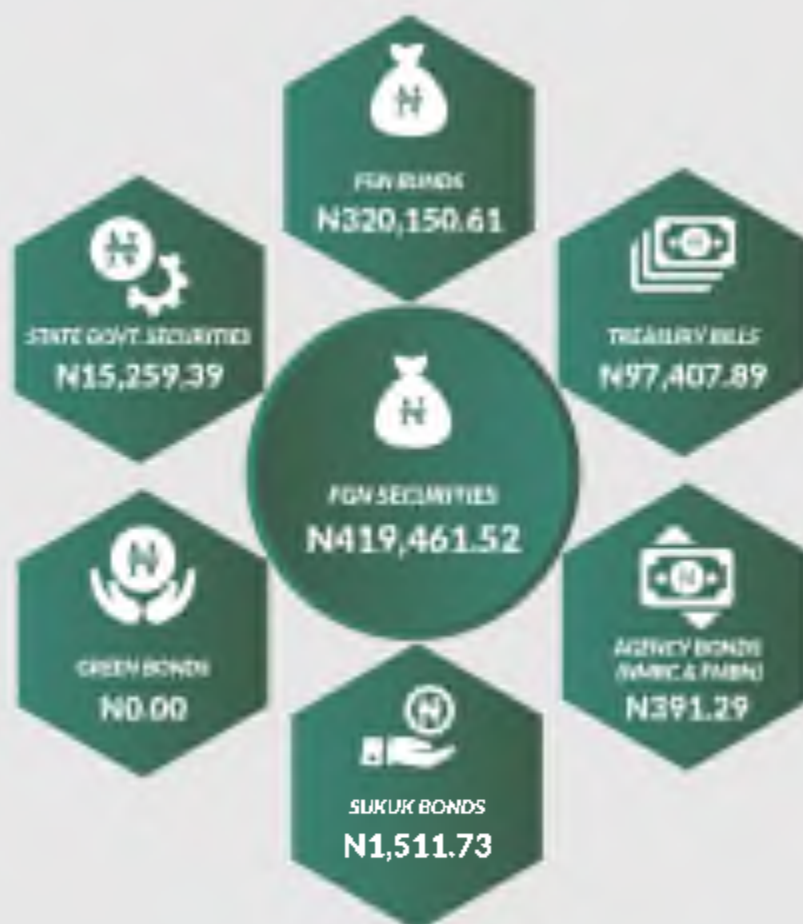 FGN BONDS
N320,150.61
STATE GOVT. SECURITIES
N15,259.39
TREASURY BILLS
N97,407.89
FGN SECURITIES
N419,461.52
GREEN BONDS
N0.00
AGENCY BONDS
(NMRC & FMBN)
N391.29
SUKUK BONDS
N1,511.73